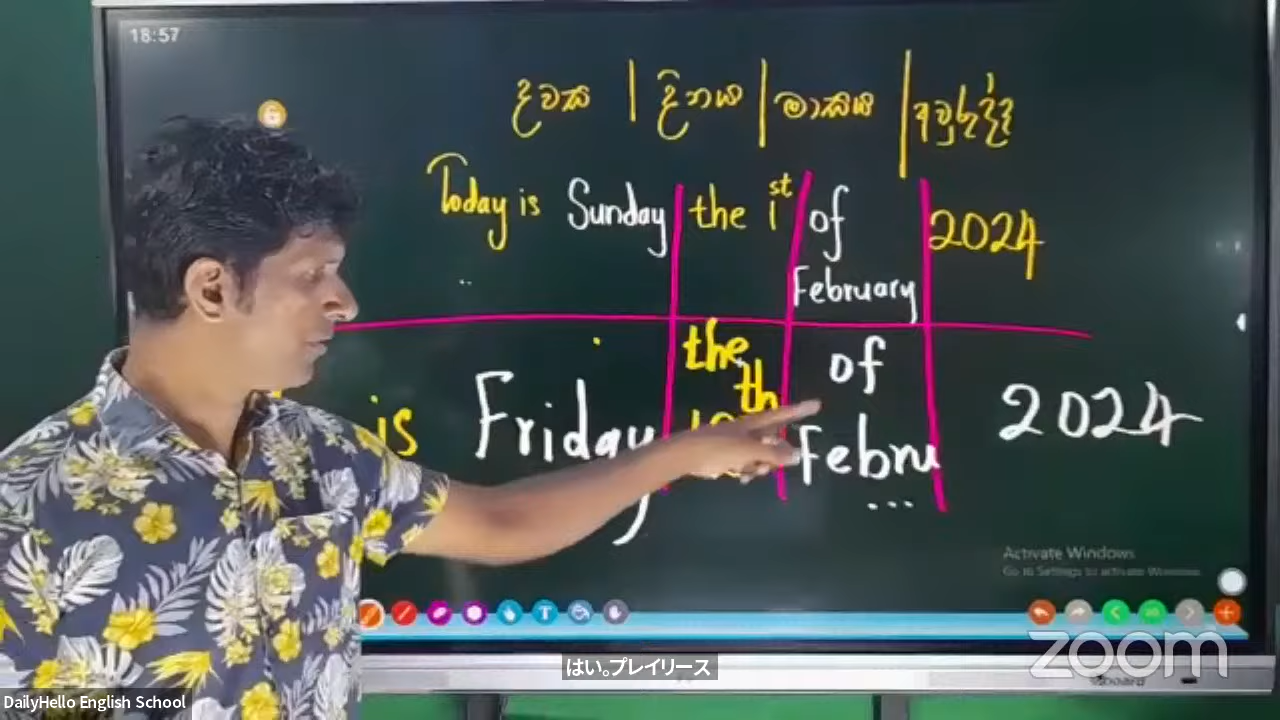 18:57
දවස | දිනය | මාසය | අවුරුද්ද
Today is Sunday the 1st of 2024
February
is Friday the th of 2024
Febru
...
Activate Windows
Go to Settings to activate Windows.
zoom
はい。プレイリース
DailyHello English School